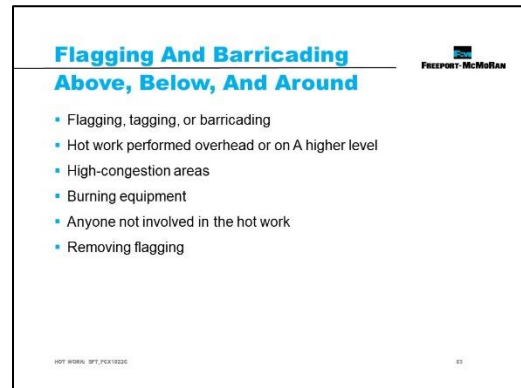 Flagging And Barricading
Above, Below, And Around
FREEPORT-MCMORAN
Flagging, tagging, or barricading
Hot work performed overhead or on A higher level
High-congestion areas
Burning equipment
Anyone not involved in the hot work
Removing flagging
HOT WORK: SFT_FCX1022C